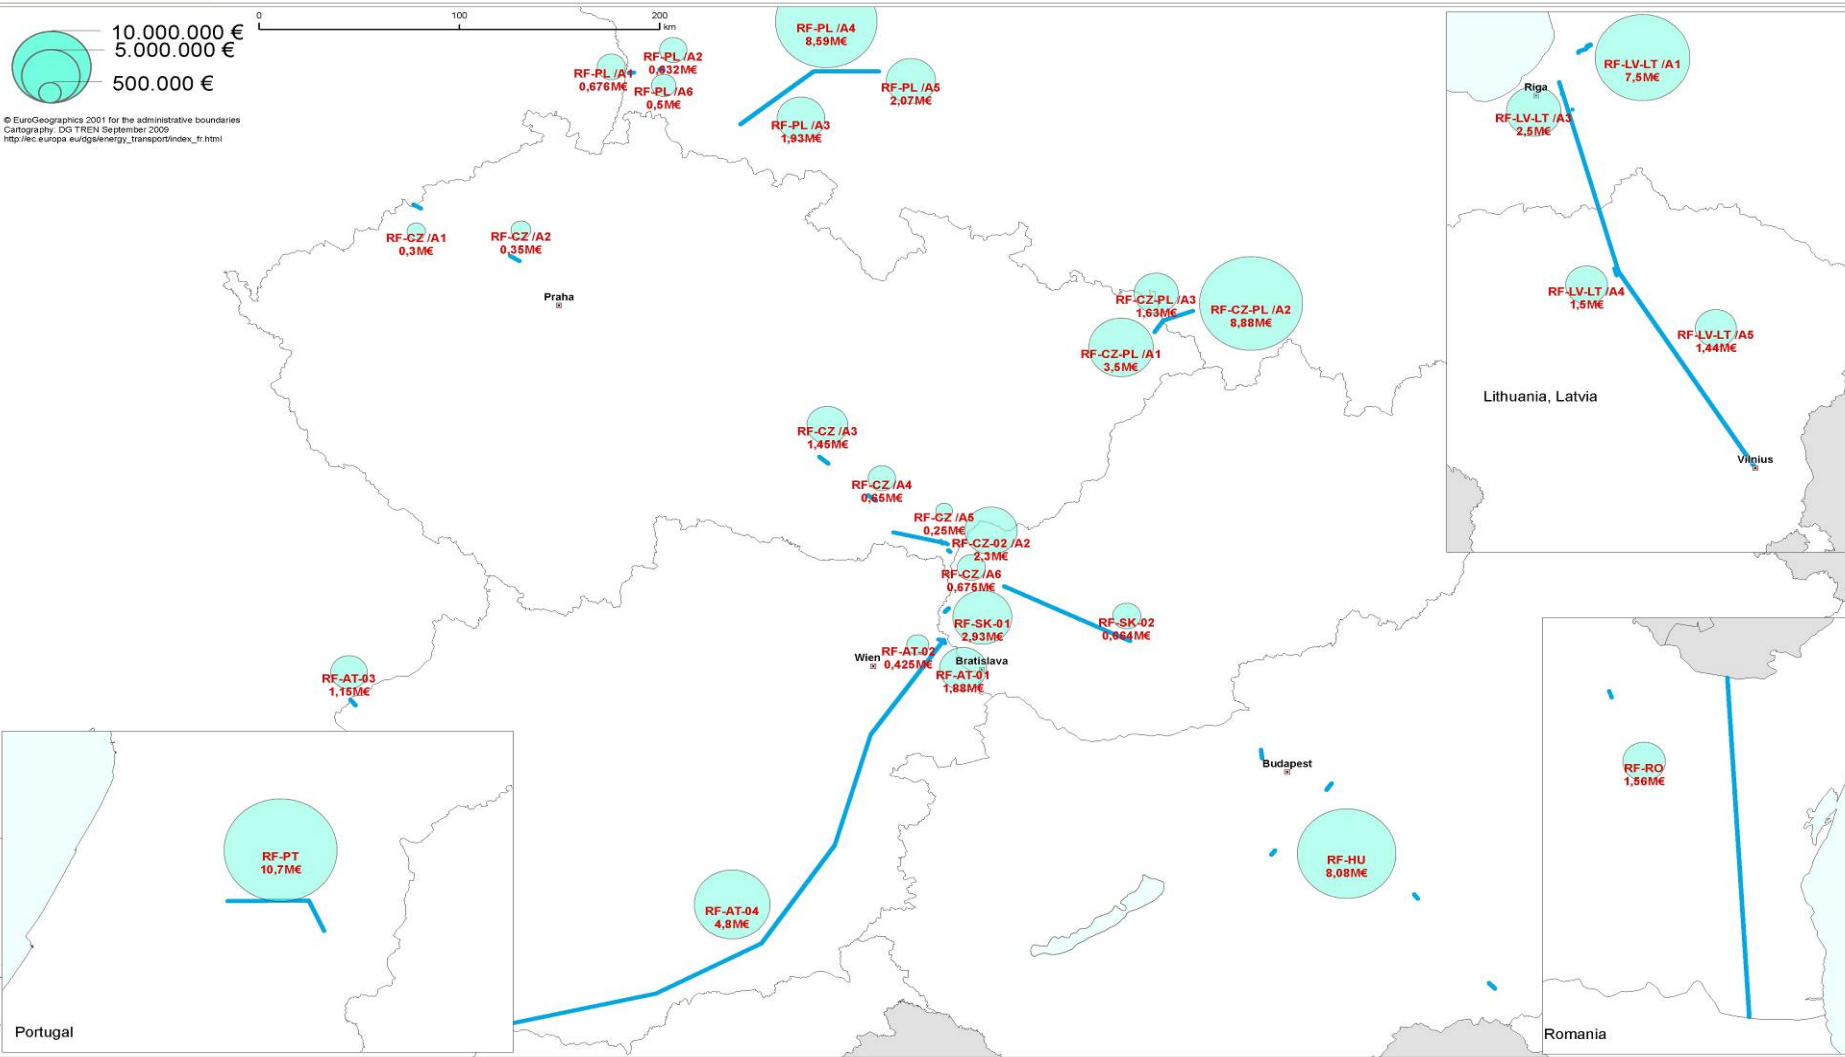 10.000.000 €
5.000.000 €
500.000 €
0
100
200
km
© EuroGeographics 2001 for the administrative boundaries
Cartography: DG TREN September 2009
http://ec.europa.eu/dgs/energy_transport/index_fr.html
RF-PL /A1
0,676M€
RF-PL /A2
0,632M€
RF-PL /A6
0,5M€
RF-PL /A4
8,59M€
RF-PL /A5
2,07M€
RF-PL /A3
1,93M€
RF-CZ /A1
0,3M€
RF-CZ /A2
0,35M€
Praha
RF-CZ-PL /A3
1,63M€
RF-CZ-PL /A2
8,88M€
RF-CZ-PL /A1
3,5M€
RF-CZ /A3
1,45M€
RF-CZ /A4
0,65M€
RF-CZ /A5
0,25M€
RF-CZ-02 /A2
2,3M€
RF-CZ /A6
0,675M€
RF-SK-01
2,93M€
RF-SK-02
0,664M€
Wien
RF-AT-02
0,425M€
Bratislava
RF-AT-01
1,88M€
RF-AT-03
1,15M€
RF-AT-04
4,8M€
Budapest
RF-HU
8,08M€
RF-PT
10,7M€
Portugal
RF-LV-LT /A1
7,5M€
Riga
RF-LV-LT /A3
2,5M€
RF-LV-LT /A4
1,5M€
RF-LV-LT /A5
1,44M€
Lithuania, Latvia
Vilnius
RF-RO
1,56M€
Romania